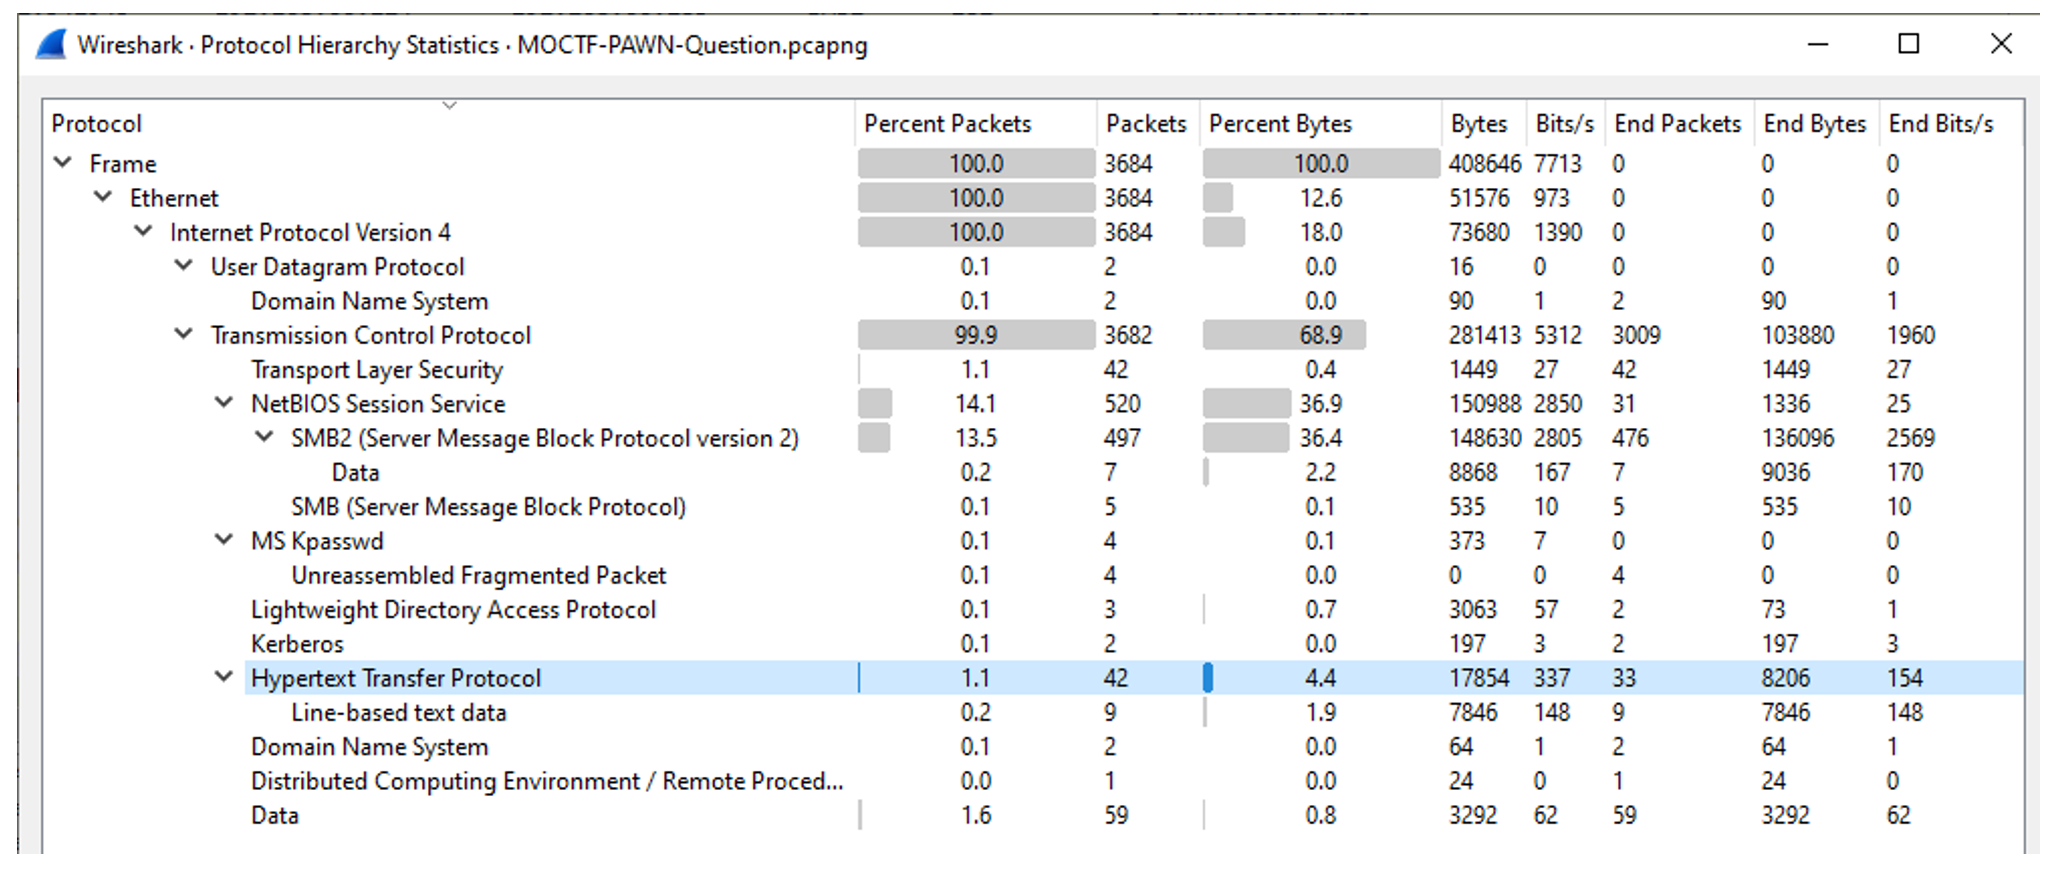 Wireshark · Protocol Hierarchy Statistics · MOCTF-PAWN-Question.pcapng
Protocol Percent Packets Packets Percent Bytes Bytes Bits/s End Packets End Bytes End Bits/s
Frame 100.0 3684 100.0 408646 7713 0 0 0
Ethernet 100.0 3684 12.6 51576 973 0 0 0
Internet Protocol Version 4 100.0 3684 18.0 73680 1390 0 0 0
User Datagram Protocol 0.1 2 0.0 16 0 0 0 0
Domain Name System 0.1 2 0.0 90 1 2 90 1
Transmission Control Protocol 99.9 3682 68.9 281413 5312 3009 103880 1960
Transport Layer Security 1.1 42 0.4 1449 27 42 1449 27
NetBIOS Session Service 14.1 520 36.9 150988 2850 31 1336 25
SMB2 (Server Message Block Protocol version 2) 13.5 497 36.4 148630 2805 476 136096 2569
Data 0.2 7 2.2 8868 167 7 9036 170
SMB (Server Message Block Protocol) 0.1 5 0.1 535 10 5 535 10
MS Kpasswd 0.1 4 0.1 373 7 0 0 0
Unreassembled Fragmented Packet 0.1 4 0.0 0 0 4 0 0
Lightweight Directory Access Protocol 0.1 3 0.7 3063 57 2 73 1
Kerberos 0.1 2 0.0 197 3 2 197 3
Hypertext Transfer Protocol 1.1 42 4.4 17854 337 33 8206 154
Line-based text data 0.2 9 1.9 7846 148 9 7846 148
Domain Name System 0.1 2 0.0 64 1 2 64 1
Distributed Computing Environment / Remote Proced... 0.0 1 0.0 24 0 1 24 0
Data 1.6 59 0.8 3292 62 59 3292 62